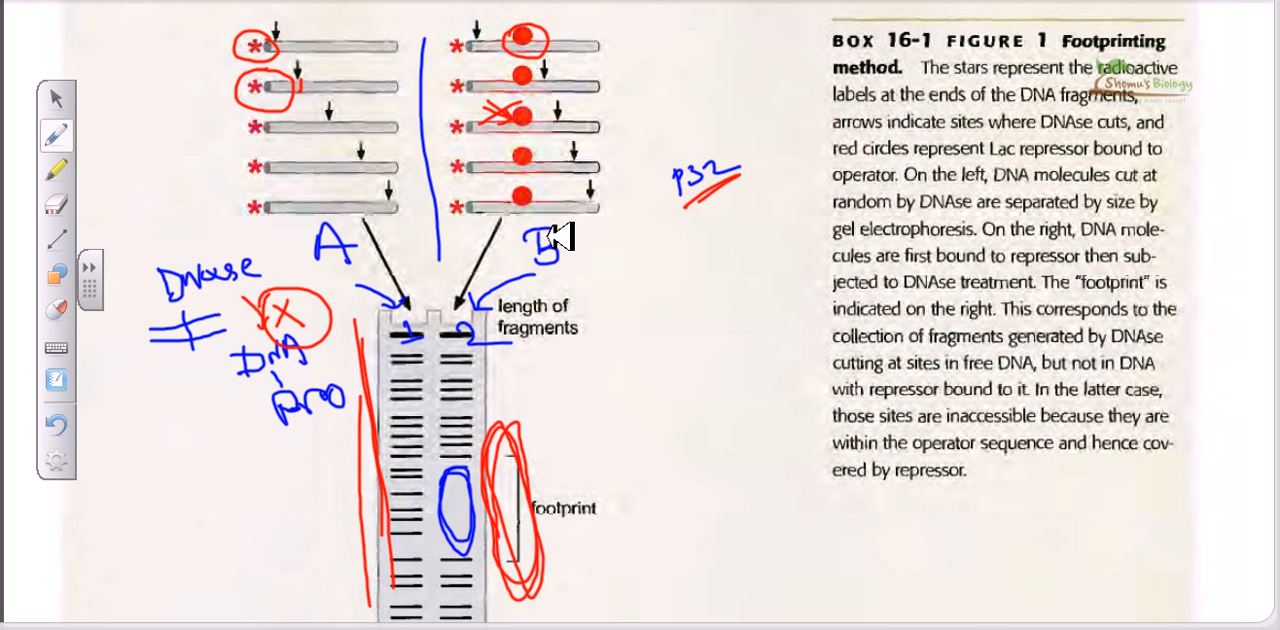 BOX 16-1 FIGURE 1 Footprinting
method. The stars represent the radioactive
labels at the ends of the DNA fragments,
arrows indicate sites where DNAse cuts, and
red circles represent Lac repressor bound to
operator. On the left, DNA molecules cut at
random by DNAse are separated by size by
gel electrophoresis. On the right, DNA mole-
cules are first bound to repressor then sub-
jected to DNAse treatment. The "footprint" is
indicated on the right. This corresponds to the
collection of fragments generated by DNAse
cutting at sites in free DNA, but not in DNA
with repressor bound to it. In the latter case,
those sites are inaccessible because they are
within the operator sequence and hence cov-
ered by repressor.
Shomu's Biology
P32
A
B
DNase
X
DNA
Pro
length of
fragments
1 2
footprint